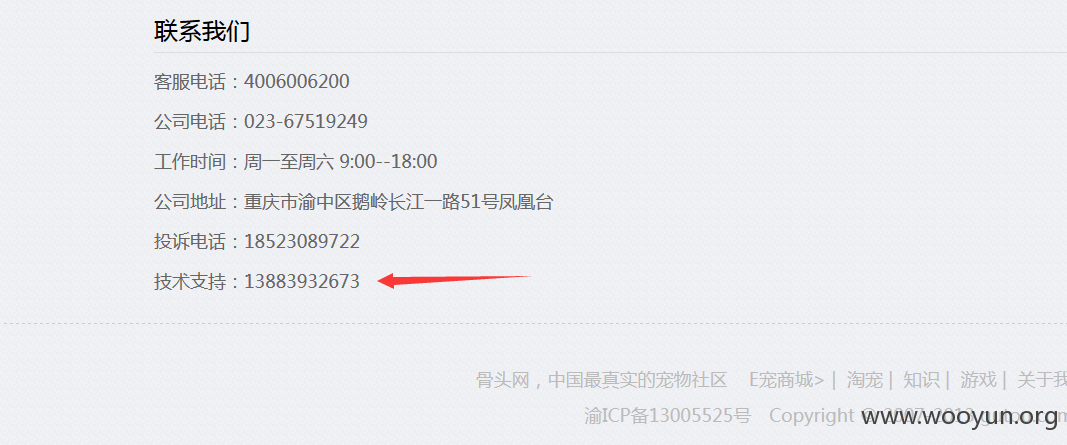 联系我们
客服电话：4006006200
公司电话：023-67519249
工作时间：周一至周六 9:00--18:00
公司地址：重庆市渝中区鹅岭长江一路51号凤凰台
投诉电话：18523089722
技术支持：13883932673
骨头网，中国最真实的宠物社区 E宠商城> | 淘宠 | 知识 | 游戏 | 关于我
渝ICP备13005525号 Copyright ©
www.wooyun.org